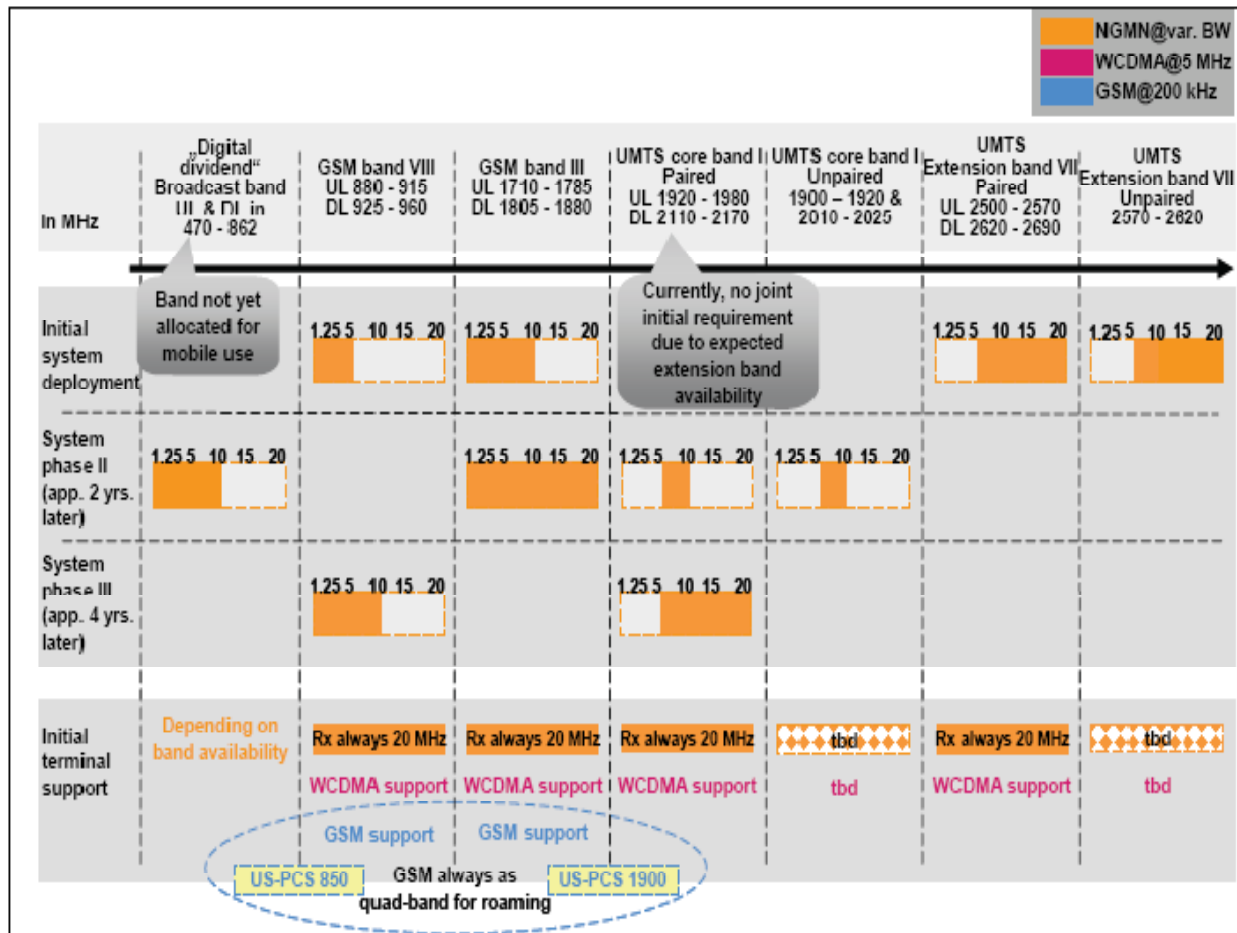 NGMN@var. BW
WCDMA@5 MHz
GSM@200 kHz
In MHz
„Digital
dividend“
Broadcast band
UL & DL in
470 - 862
GSM band VIII
UL 880 - 915
DL 925 - 960
GSM band III
UL 1710 - 1785
DL 1805 - 1880
UMTS core band I
Paired
UL 1920 - 1980
DL 2110 - 2170
UMTS core band I
Unpaired
1900 – 1920 &
2010 - 2025
UMTS
Extension band VII
Paired
UL 2500 - 2570
DL 2620 - 2690
UMTS
Extension band VII
Unpaired
2570 - 2620
Band not yet
allocated for
mobile use
Currently, no joint
initial requirement
due to expected
extension band
availability
Initial
system
deployment
1.25 5 10 15 20
1.25 5 10 15 20
1.25 5 10 15 20
1.25 5 10 15 20
System
phase II
(app. 2 yrs.
later)
1.25 5 10 15 20
1.25 5 10 15 20
1.25 5 10 15 20
1.25 5 10 15 20
System
phase III
(app. 4 yrs.
later)
1.25 5 10 15 20
1.25 5 10 15 20
Initial
terminal
support
Depending on
band availability
Rx always 20 MHz
Rx always 20 MHz
Rx always 20 MHz
tbd
Rx always 20 MHz
tbd
WCDMA support
WCDMA support
WCDMA support
tbd
WCDMA support
tbd
GSM support
GSM support
US-PCS 850
GSM always as
quad-band for roaming
US-PCS 1900